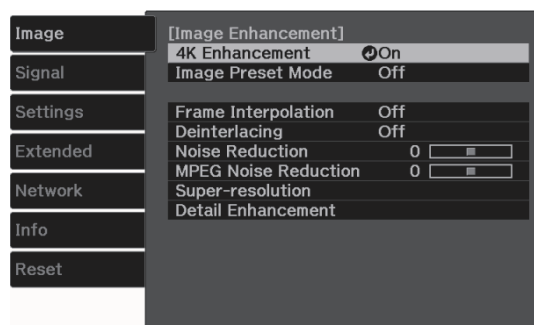 Image
Signal
Settings
Extended
Network
Info
Reset
[Image Enhancement]
4K Enhancement On
Image Preset Mode Off
Frame Interpolation Off
Deinterlacing Off
Noise Reduction 0
MPEG Noise Reduction 0
Super-resolution
Detail Enhancement